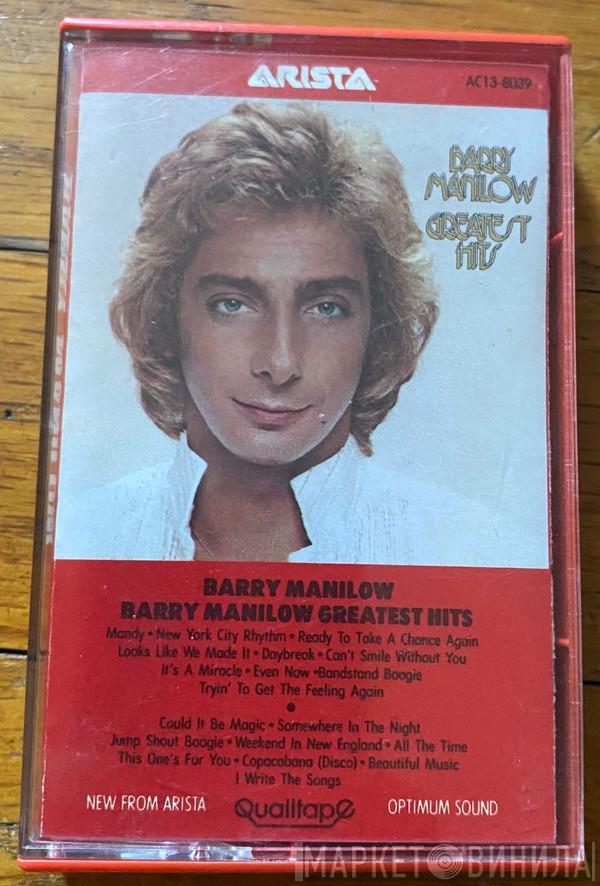 ARISTA
AC13-8039
BARRY
MANILOW
GREATEST
HITS
BARRY MANILOW
BARRY MANILOW GREATEST HITS
Mandy • New York City Rhythm • Ready To Take A Chance Again
Looks Like We Made It • Daybreak • Can't Smile Without You
It's A Miracle • Even Now • Bandstand Boogie
Tryin' To Get The Feeling Again
•
Could It Be Magic • Somewhere In The Night
Jump Shout Boogie • Weekend In New England • All The Time
This One's For You • Copacabana (Disco) • Beautiful Music
I Write The Songs
NEW FROM ARISTA
Qualitape
OPTIMUM SOUND
МАРКЕТ ВИНИЛА